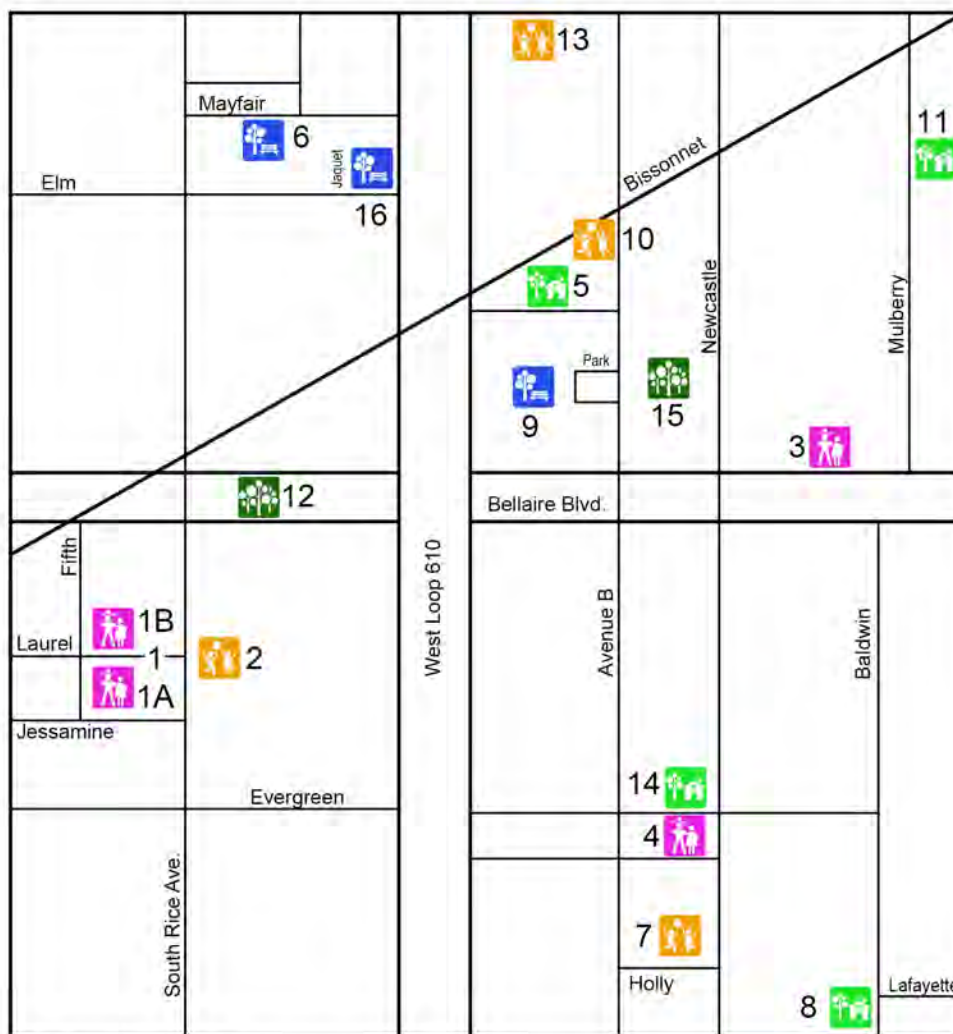 13
Mayfair
6
11
Jaquet
Bissonnet
Elm
16
10
5
Newcastle
Mulberry
Park
9
15
3
12
Bellaire Blvd.
Fifth
West Loop 610
Avenue B
Baldwin
1B
Laurel
1
2
1A
Jessamine
14
Evergreen
4
South Rice Ave.
7
Holly
Lafayette
8